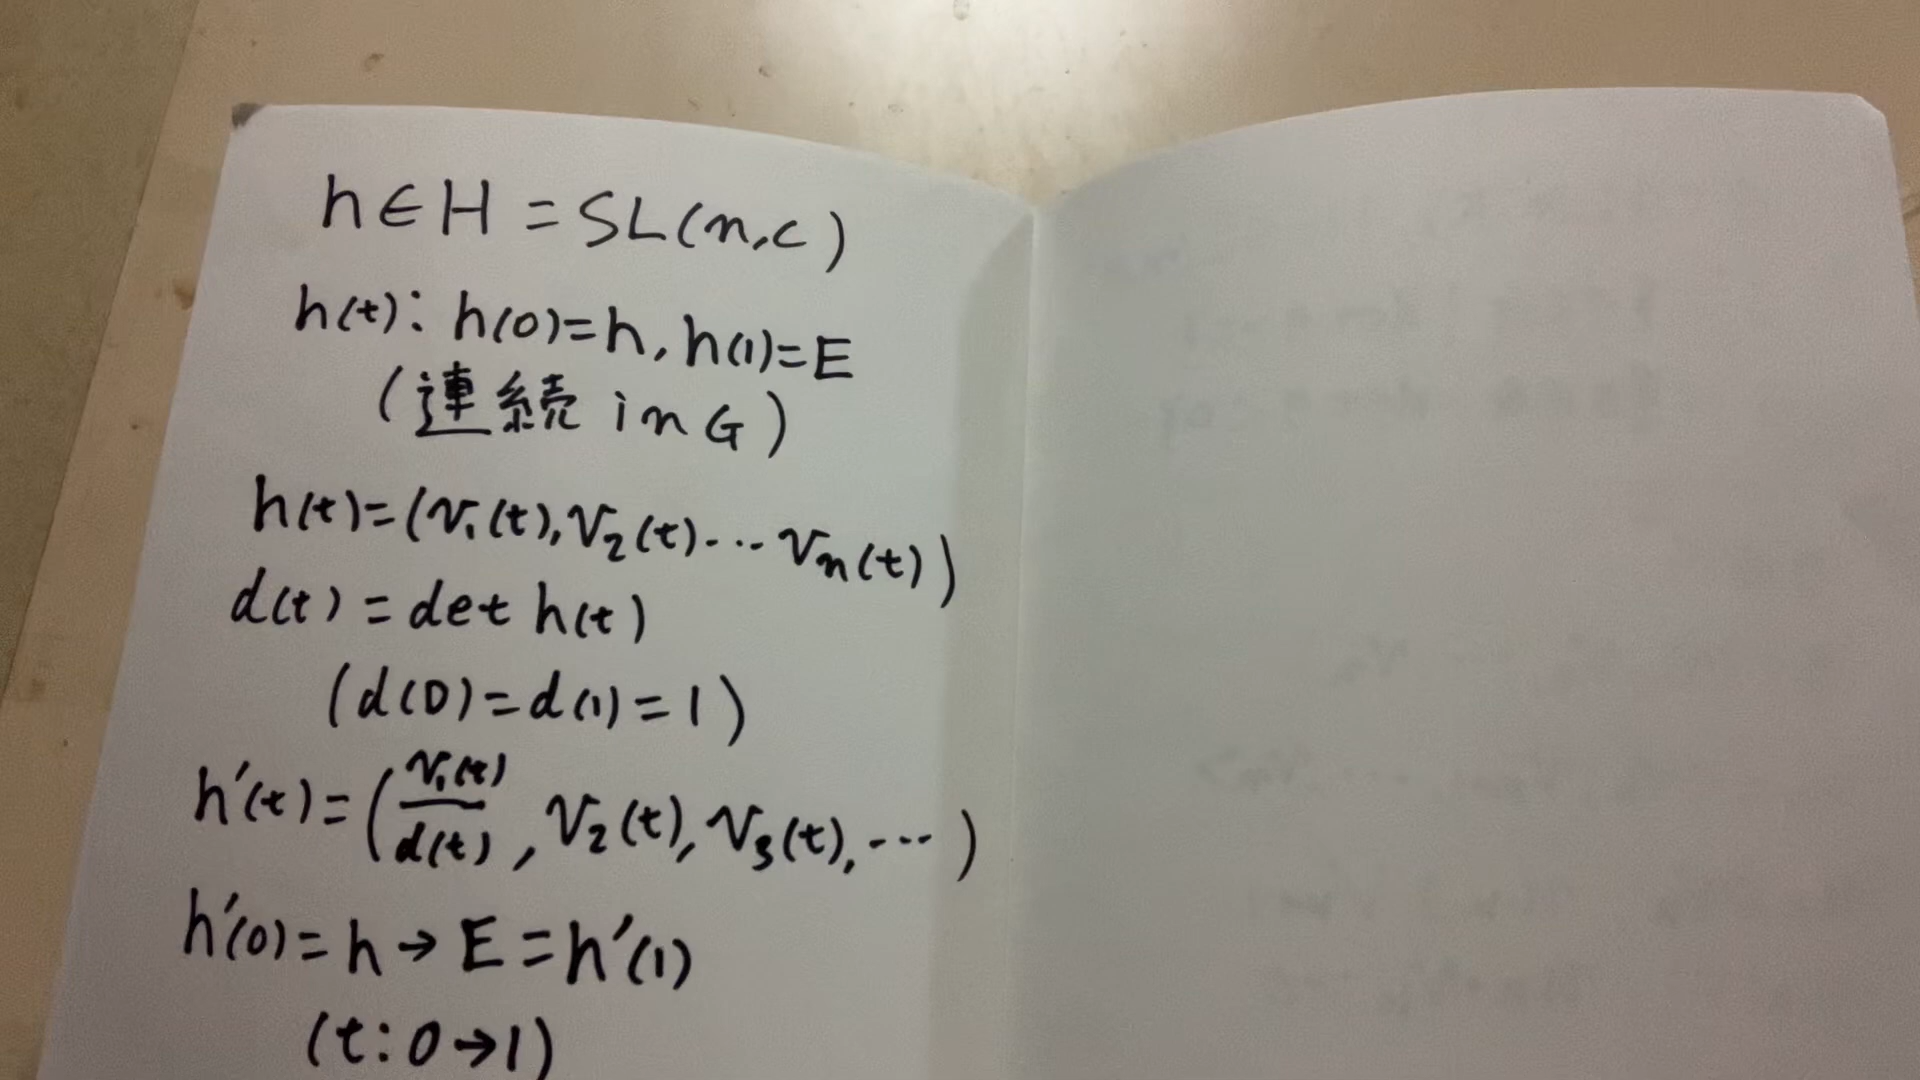 h∈H = SL(n,C)
h(t): h(0)=h, h(1)=E
(連続 in G)
h(t)=(v₁(t), v₂(t)... vₙ(t))
d(t) = det h(t)
(d(0)=d(1)=1)
h'(t)=(v₁(t)/d(t), v₂(t), v₃(t), ...)
h'(0)=h→E=h'(1)
(t:0→1)